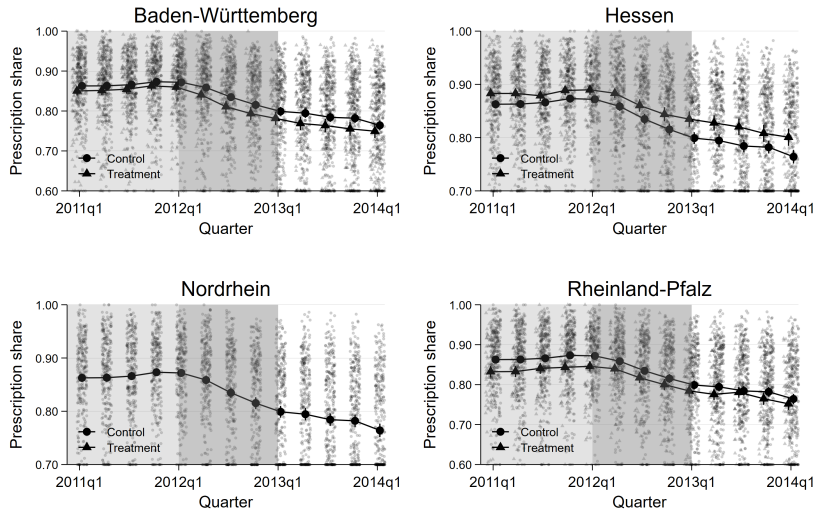 Baden-Württemberg
Prescription share
1.00
0.90
0.80
0.70
0.60
Control
Treatment
2011q1 2012q1 2013q1 2014q1
Quarter
Hessen
Prescription share
1.00
0.90
0.80
0.70
Control
Treatment
2011q1 2012q1 2013q1 2014q1
Quarter
Nordrhein
Prescription share
1.00
0.90
0.80
0.70
Control
Treatment
2011q1 2012q1 2013q1 2014q1
Quarter
Rheinland-Pfalz
Prescription share
1.00
0.90
0.80
0.70
0.60
Control
Treatment
2011q1 2012q1 2013q1 2014q1
Quarter